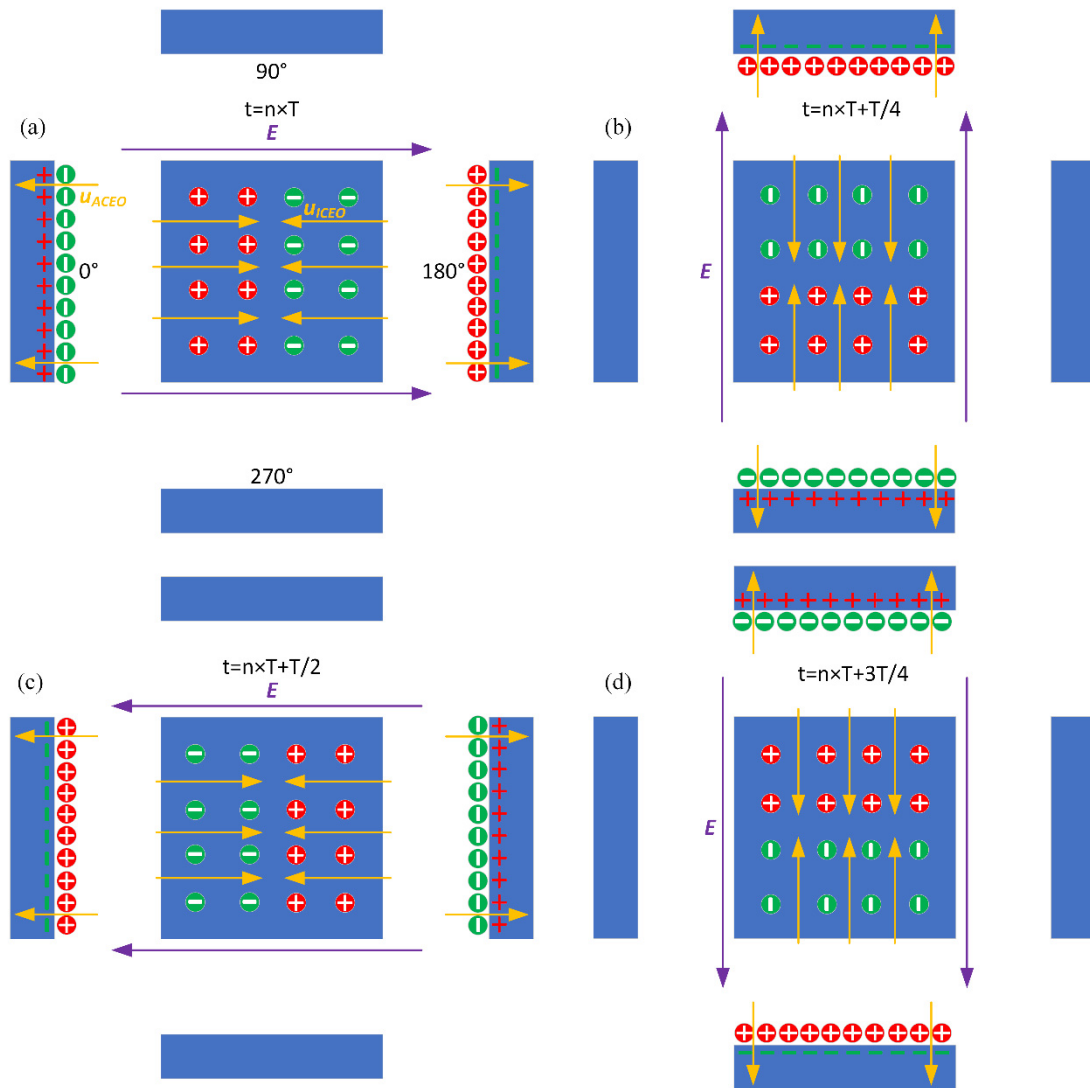 90°
t=n×T
(a)
E
u_ACEO
u_ICEO
0°
180°
270°
t=n×T+T/4
(b)
E
t=n×T+T/2
(c)
E
t=n×T+3T/4
(d)
E